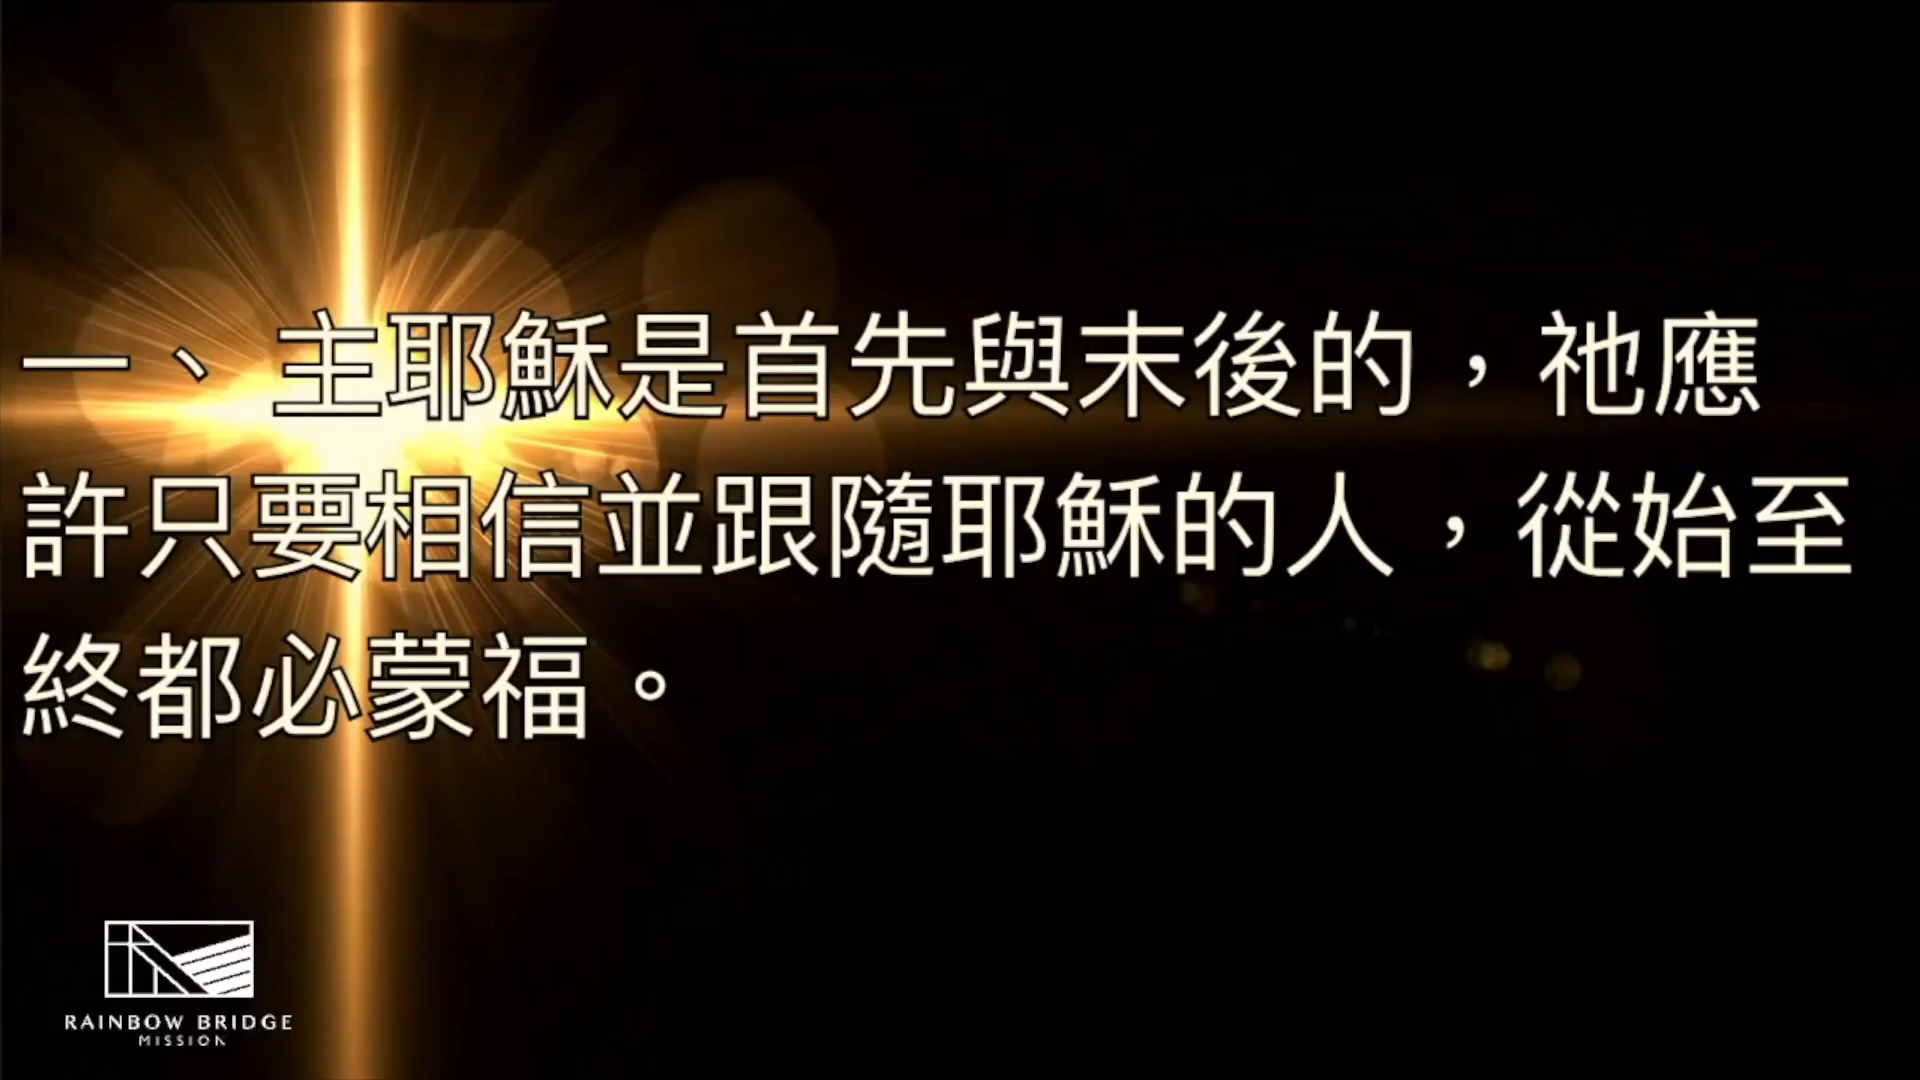 一、 主耶穌是首先與末後的，祂應
許只要相信並跟隨耶穌的人，從始至
終都必蒙福。
RAINBOW BRIDGE
MISSION